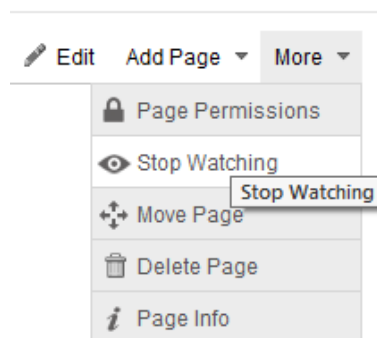 Edit Add Page More
Page Permissions
Stop Watching
Stop Watching
Move Page
Delete Page
Page Info